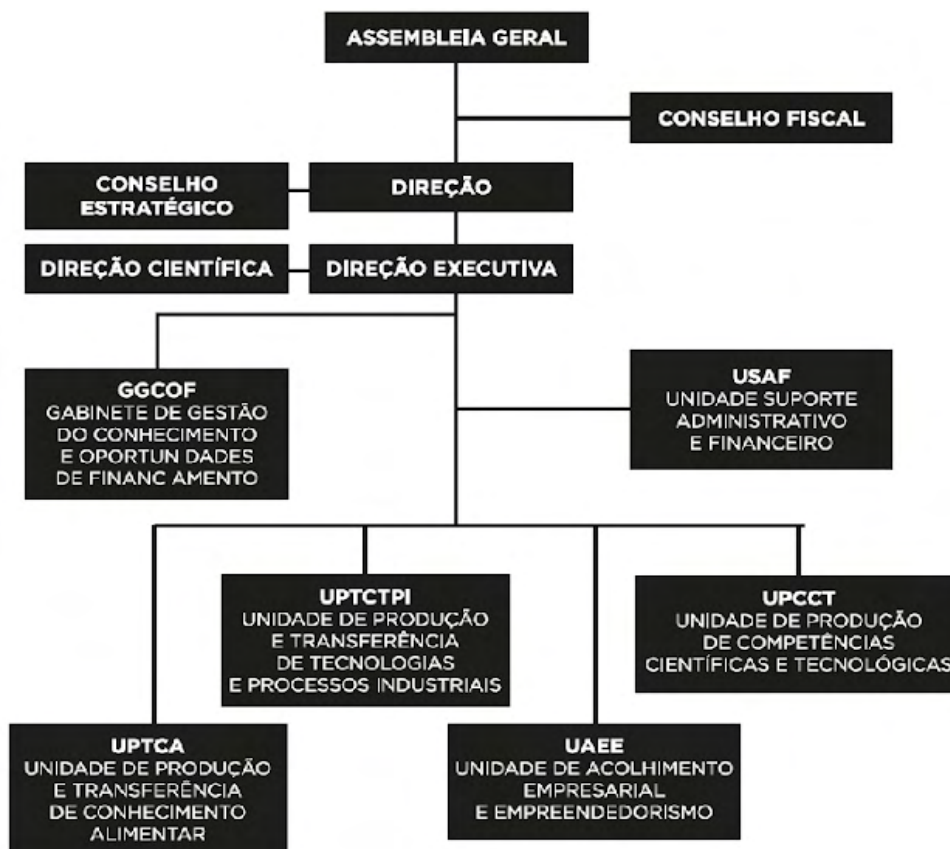 ASSEMBLEIA GERAL
CONSELHO FISCAL
CONSELHO
ESTRATÉGICO
DIREÇÃO
DIREÇÃO CIENTÍFICA
DIREÇÃO EXECUTIVA
GGCOF
GABINETE DE GESTÃO
DO CONHECIMENTO
E OPORTUN DADES
DE FINANC AMENTO
USAF
UNIDADE SUPORTE
ADMINISTRATIVO
E FINANCEIRO
UPTCTPI
UNIDADE DE PRODUÇÃO
E TRANSFERÊNCIA
DE TECNOLOGIAS
E PROCESSOS INDUSTRIAIS
UPCCT
UNIDADE DE PRODUÇÃO
DE COMPETÊNCIAS
CIENTÍFICAS E TECNOLÓGICAS
UPTCA
UNIDADE DE PRODUÇÃO
E TRANSFERÊNCIA
DE CONHECIMENTO
ALIMENTAR
UAEE
UNIDADE DE ACOLHIMENTO
EMPRESARIAL
E EMPREENDEDORISMO